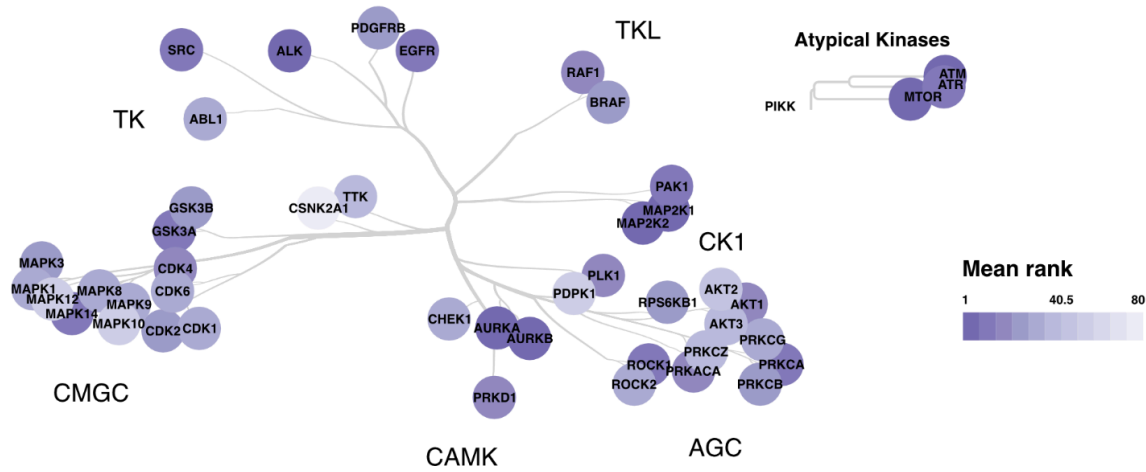 TKL
PDGFRB
SRC
ALK
EGFR
Atypical Kinases
RAF1
ATM
ATR
BRAF
MTOR
PIKK
TK
ABL1
PAK1
TTK
CSNK2A1
GSK3B
MAP2K1
MAP2K2
GSK3A
CK1
MAPK3
CDK4
PLK1
Mean rank
MAPK1
MAPK8
CDK6
PDPK1
AKT2
MAPK12
MAPK9
RPS6KB1
AKT1
1 40.5 80
MAPK14
MAPK10
CDK2
CDK1
CHEK1
AURKA
AURKB
AKT3
PRKCG
PRKCZ
ROCK1
PRKACA
PRKCA
ROCK2
PRKCB
CMGC
PRKD1
CAMK
AGC